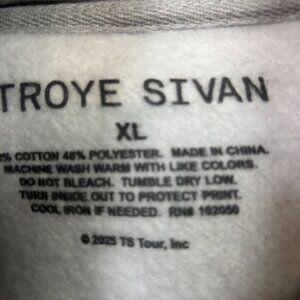 TROYE SIVAN
XL
2% COTTON 48% POLYESTER. MADE IN CHINA.
MACHINE WASH WARM WITH LIKE COLORS.
DO NOT BLEACH. TUMBLE DRY LOW.
TURN INSIDE OUT TO PROTECT PRINT.
COOL IRON IF NEEDED. RN# 102050
© 2025 TS Tour, Inc